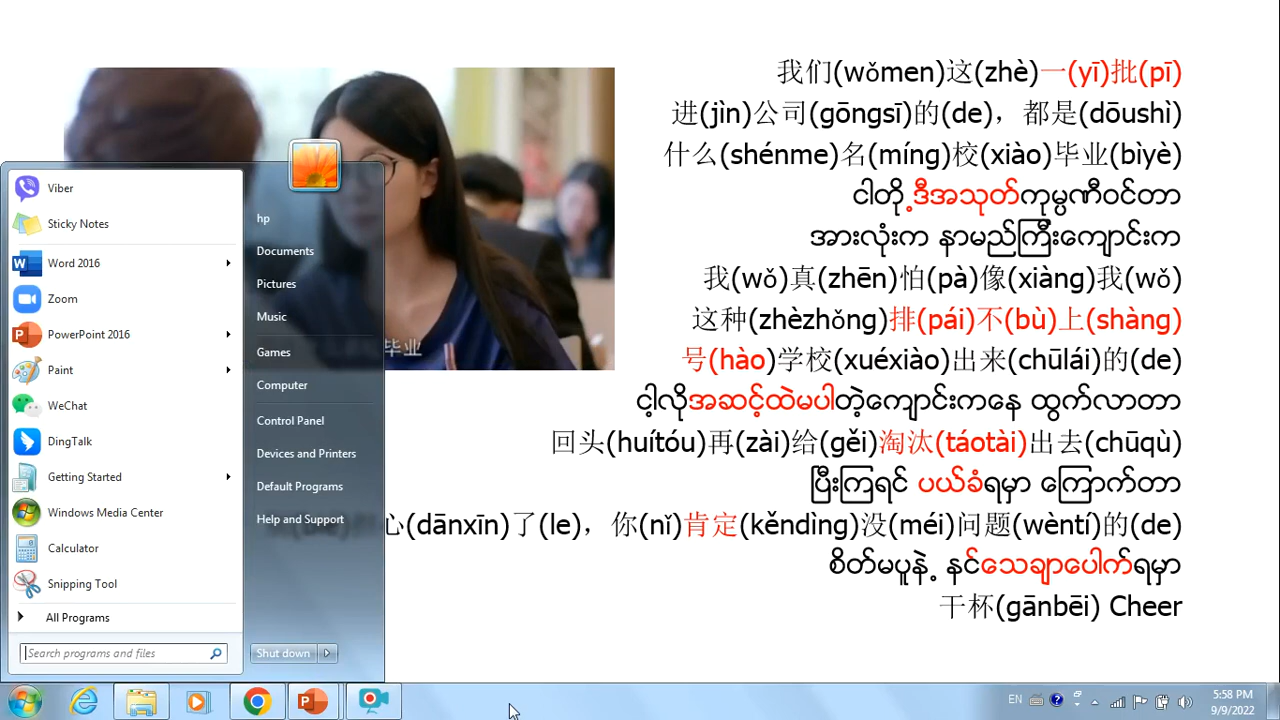 我们(wǒmen)这(zhè)一(yī)批(pī)
进(jìn)公司(gōngsī)的(de)，都是(dōushì)
什么(shénme)名(míng)校(xiào)毕业(bìyè)
ငါတို့ဒီအသုတ်ကုမ္ပဏီဝင်တာ
အားလုံးက နာမည်ကြီးကျောင်းက
我(wǒ)真(zhēn)怕(pà)像(xiàng)我(wǒ)
这种(zhèzhǒng)排(pái)不(bù)上(shàng)
号(hào)学校(xuéxiào)出来(chūlái)的(de)
ငါ့လိုအဆင့်ထဲမပါတဲ့ကျောင်းကနေ ထွက်လာတာ
回头(huítóu)再(zài)给(gěi)淘汰(táotài)出去(chūqù)
ပြီးကြရင် ပယ်ခံရမှာ ကြောက်တာ
心(dānxīn)了(le)，你(nǐ)肯定(kěndìng)没(méi)问题(wèntí)的(de)
စိတ်မပူနဲ့ နင်သေချာပေါက်ရမှာ
干杯(gānbēi) Cheer
毕业
Viber
Sticky Notes
Word 2016
Zoom
PowerPoint 2016
Paint
WeChat
DingTalk
Getting Started
Windows Media Center
Calculator
Snipping Tool
All Programs
Search programs and files
hp
Documents
Pictures
Music
Games
Computer
Control Panel
Devices and Printers
Default Programs
Help and Support
Shut down
EN
5:58 PM
9/9/2022